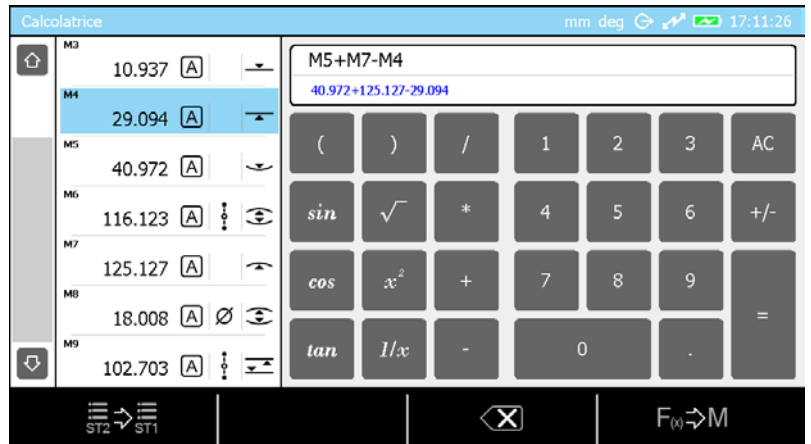 Calcolatrice mm deg 17:11:26
M3
10.937 A
M4
29.094 A
M5
40.972 A
M6
116.123 A
M7
125.127 A
M8
18.008 A Ø
M9
102.703 A
M5+M7-M4
40.972+125.127-29.094
( ) / 1 2 3 AC
sin √ * 4 5 6 +/-
cos x² + 7 8 9 =
tan 1/x - 0 .
ST2 ST1 F(x) M